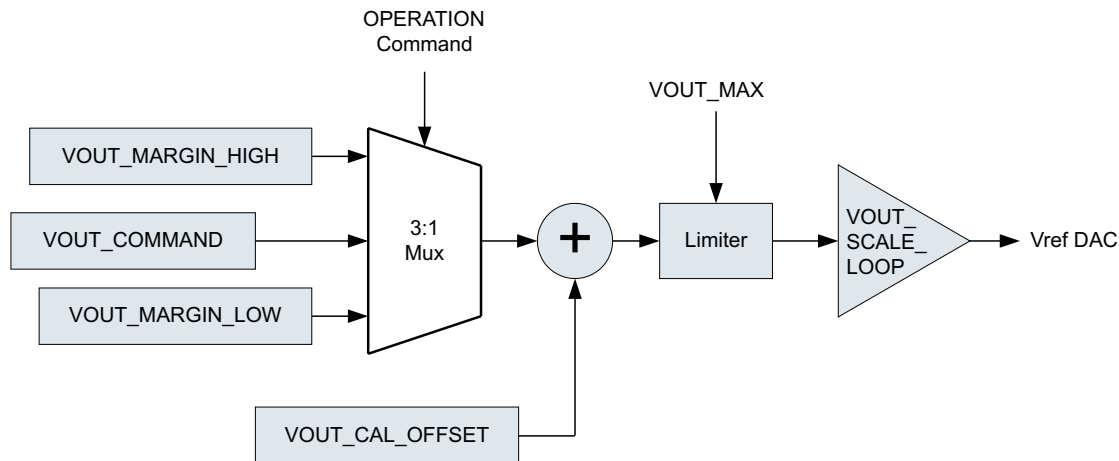 OPERATION
Command
VOUT_MAX
VOUT_MARGIN_HIGH
VOUT_COMMAND
VOUT_MARGIN_LOW
3:1
Mux
+
Limiter
VOUT_
SCALE_
LOOP
Vref DAC
VOUT_CAL_OFFSET